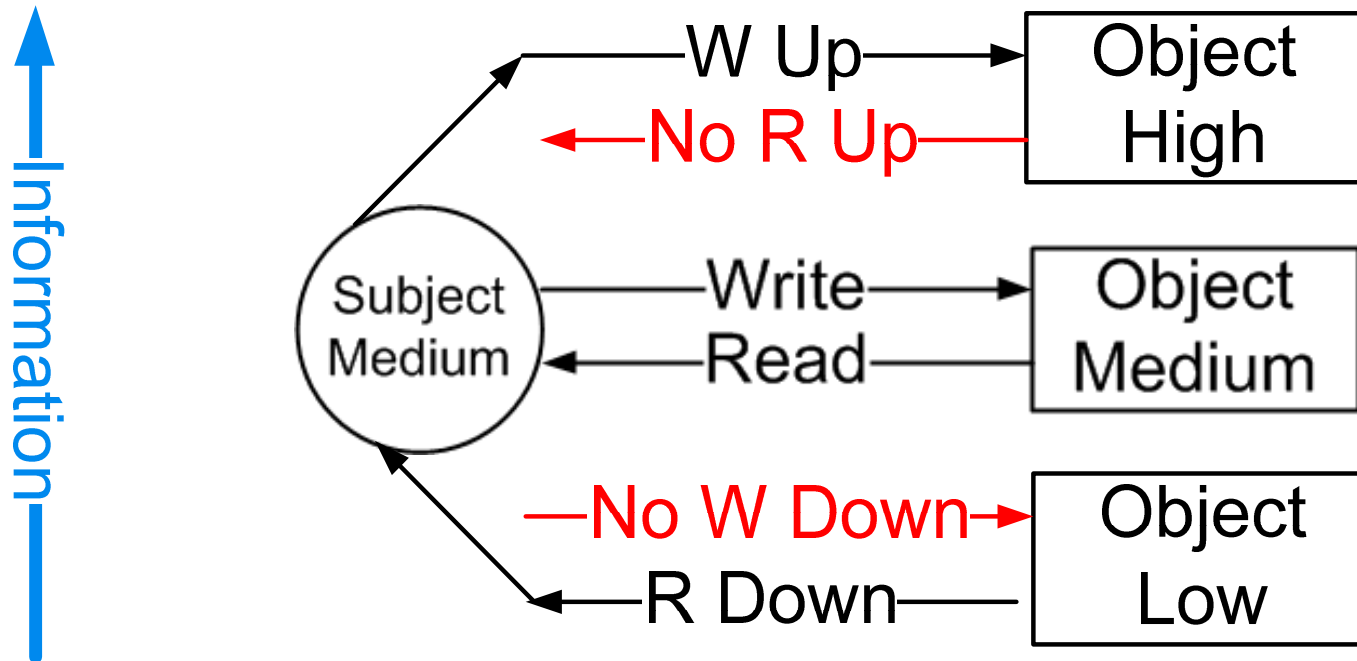 Information
W Up
No R Up
Object
High
Subject
Medium
Write
Read
Object
Medium
No W Down
R Down
Object
Low